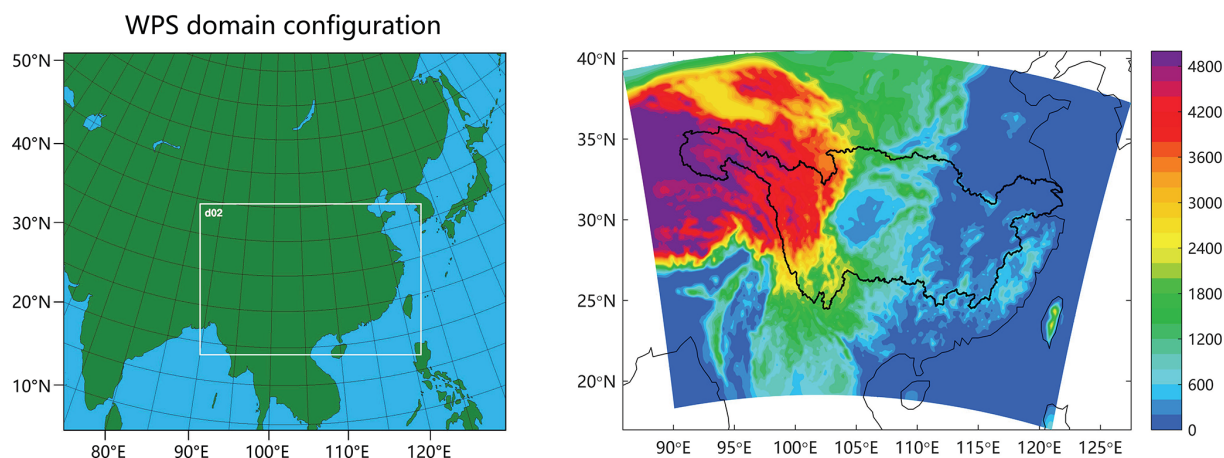 WPS domain configuration
50°N
40°N
30°N
20°N
10°N
80°E
90°E
100°E
110°E
120°E
d02
40°N
35°N
30°N
25°N
20°N
90°E
95°E
100°E
105°E
110°E
115°E
120°E
125°E
4800
4200
3600
3000
2400
1800
1200
600
0